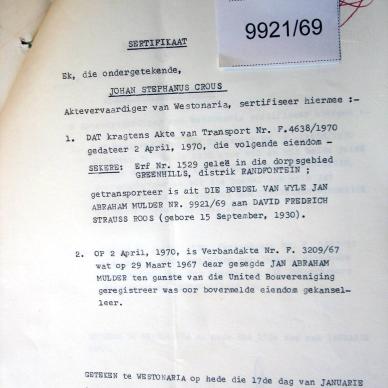 9921/69
SERTIFIKAAT
Ek, die ondergetekende,
JOHAN STEPHANUS CROUS
Aktevervaardiger van Westonaria, sertifiseer hiermee :-
1. DAT kragtens Akte van Transport Nr. F.4638/1970
gedateer 2 April, 1970, die volgende eiendom -
SEKERE: Erf Nr. 1529 geleë in die dorpsgebied
GREENHILLS, distrik RANDFONTEIN ;
getransporteer is uit DIE BOEDEL VAN WYLE JAN
ABRAHAM MULDER NR. 9921/69 aan DAVID FREDRICH
STRAUSS ROOS (gebore 15 September, 1930).
2. OP 2 April, 1970, is Verbandakte Nr. F. 3209/67
wat op 29 Maart 1967 deur gesegde JAN ABRAHAM
MULDER ten gunste van die United Bouvereniging
geregistreer was oor bovermelde eiendom gekansel-
leer.
GETEKEN te WESTONARIA op hede die 17de dag van JANUARIE